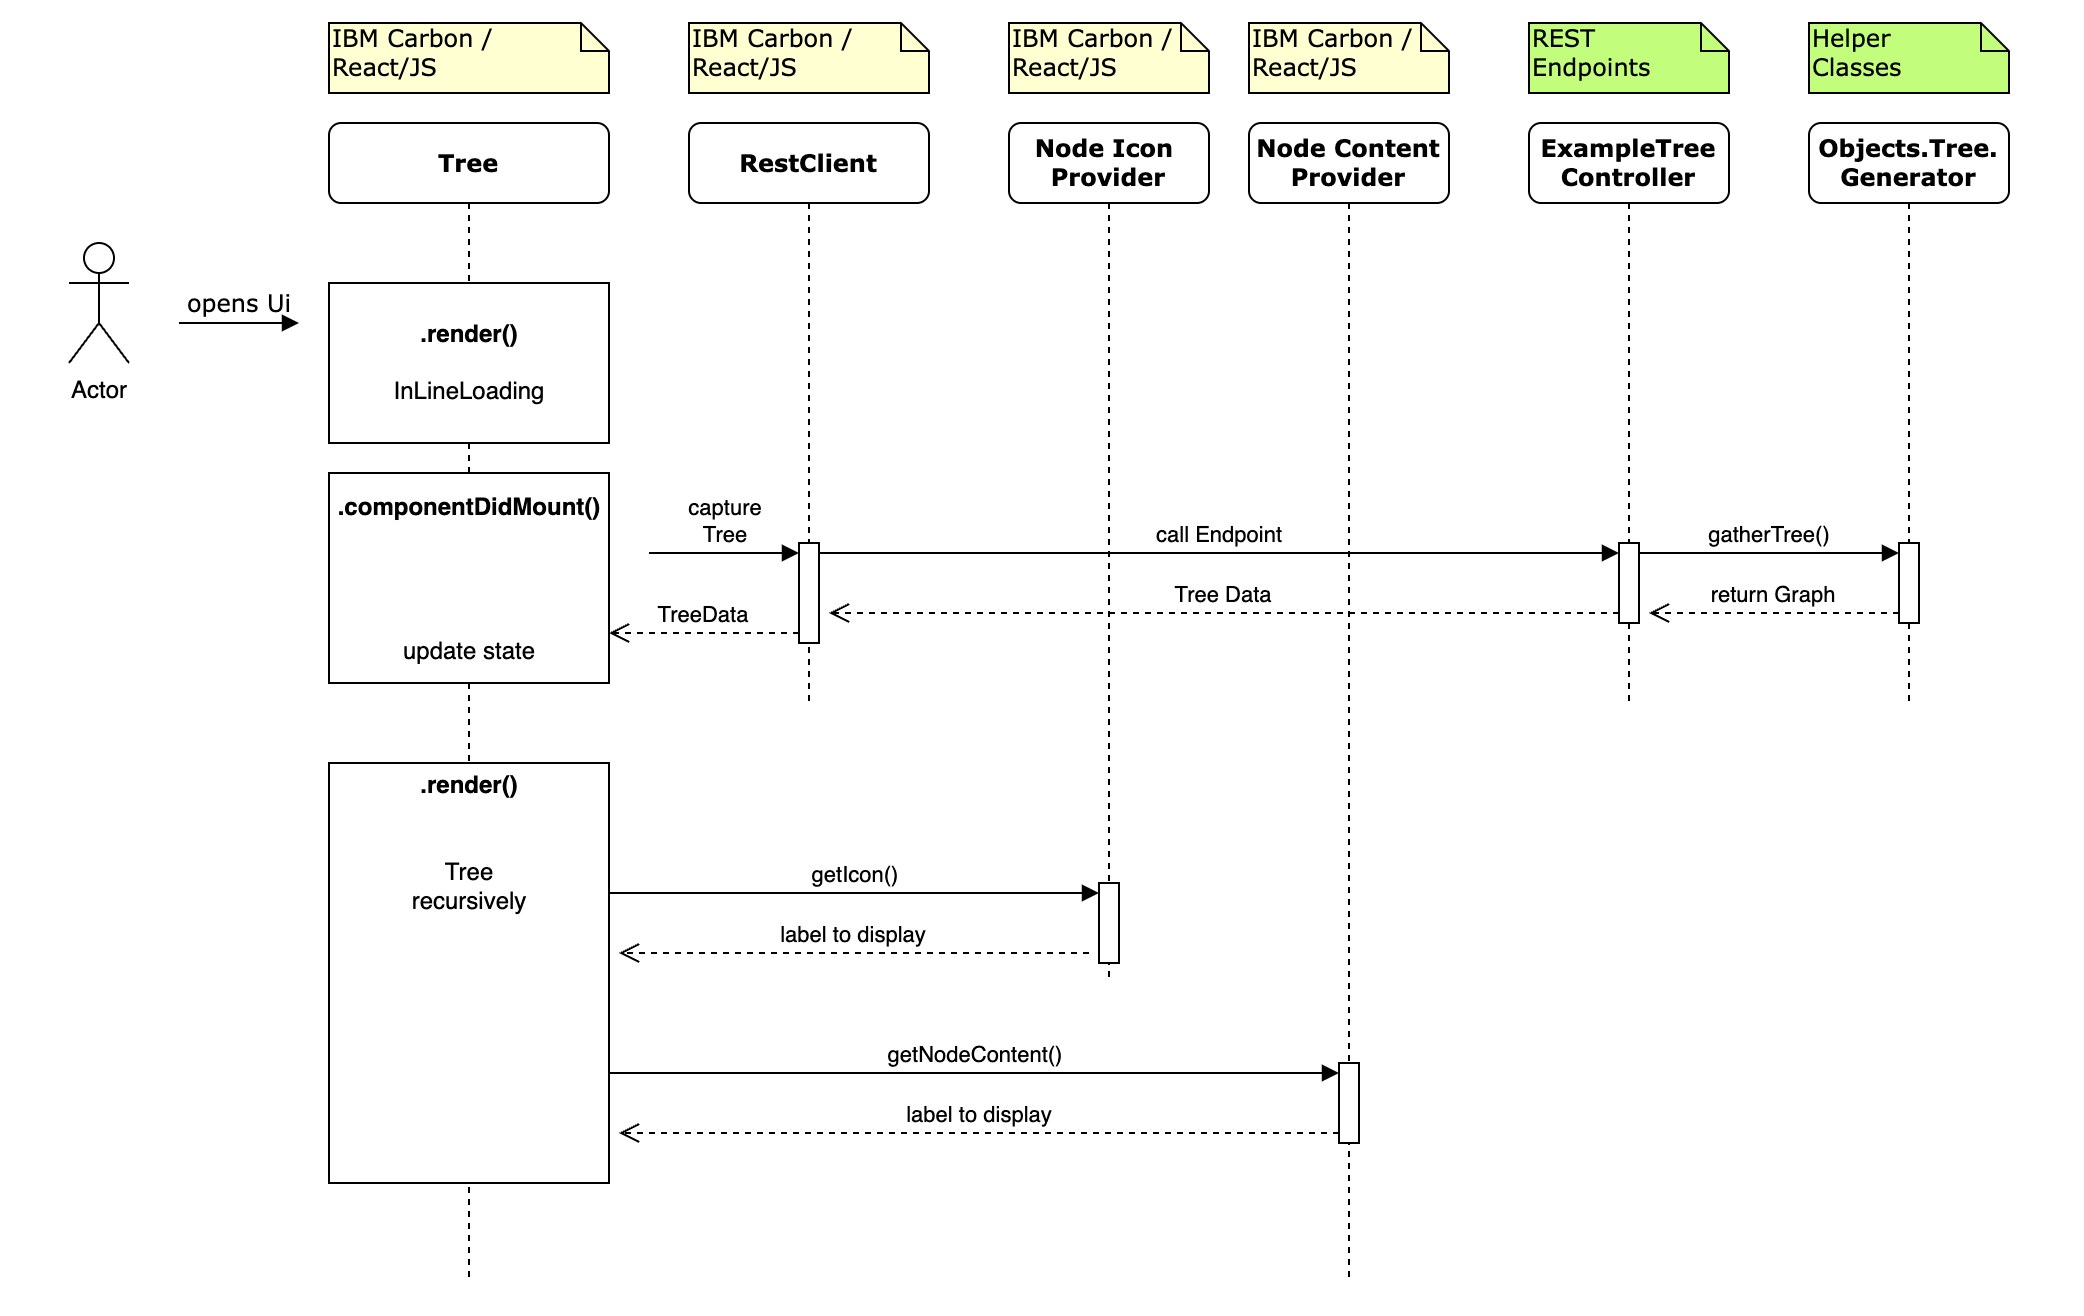 IBM Carbon /
React/JS
IBM Carbon /
React/JS
IBM Carbon /
React/JS
IBM Carbon /
React/JS
REST
Endpoints
Helper
Classes
Tree
RestClient
Node Icon
Provider
Node Content
Provider
ExampleTree
Controller
Objects.Tree.
Generator
opens Ui
Actor
.render()
InLineLoading
.componentDidMount()
capture
Tree
call Endpoint
gatherTree()
Tree Data
return Graph
TreeData
update state
.render()
Tree
recursively
getIcon()
label to display
getNodeContent()
label to display